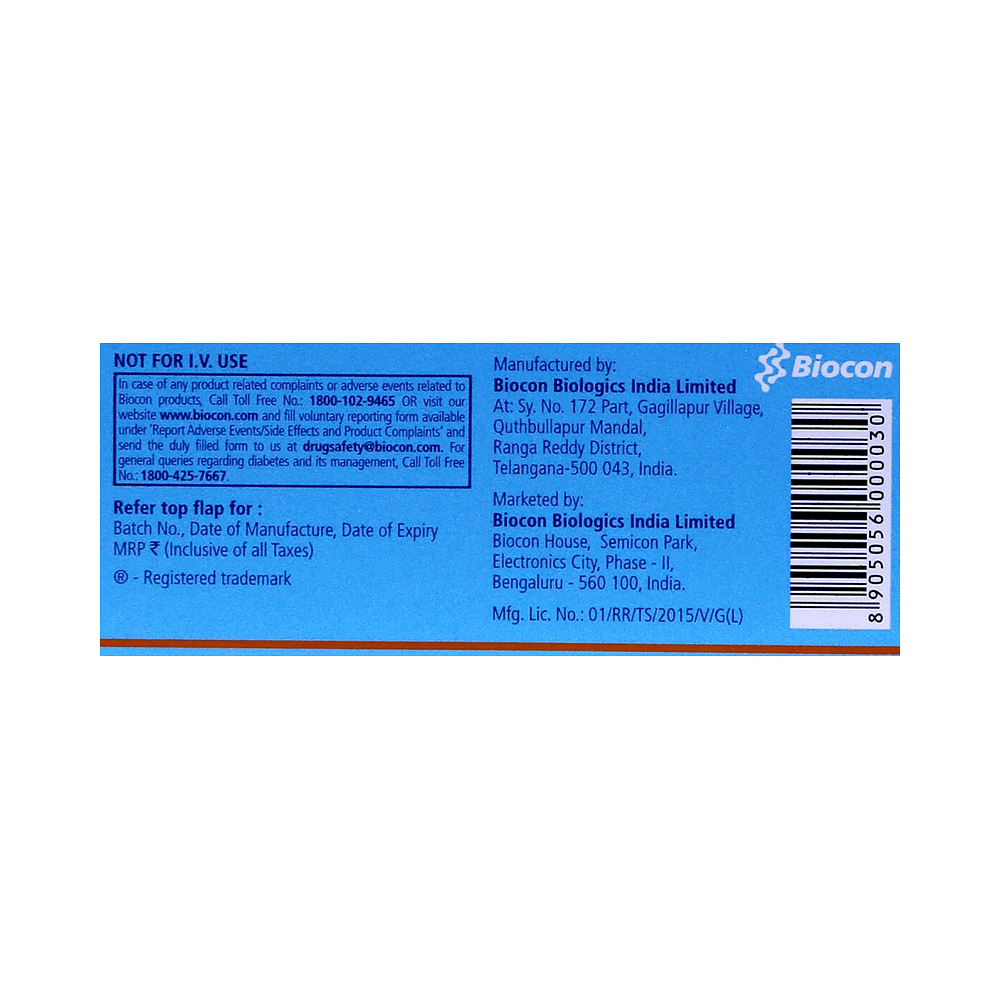 NOT FOR I.V. USE
In case of any product related complaints or adverse events related to
Biocon products, Call Toll Free No.: 1800-102-9465 OR visit our
website www.biocon.com and fill voluntary reporting form available
under 'Report Adverse Events/Side Effects and Product Complaints' and
send the duly filled form to us at drugsafety@biocon.com. For
general queries regarding diabetes and its management, Call Toll Free
No.: 1800-425-7667.
Refer top flap for :
Batch No., Date of Manufacture, Date of Expiry
MRP ₹ (Inclusive of all Taxes)
® - Registered trademark
Manufactured by:
Biocon Biologics India Limited
At: Sy. No. 172 Part, Gagillapur Village,
Quthbullapur Mandal,
Ranga Reddy District,
Telangana-500 043, India.
Marketed by:
Biocon Biologics India Limited
Biocon House, Semicon Park,
Electronics City, Phase - II,
Bengaluru - 560 100, India.
Mfg. Lic. No.: 01/RR/TS/2015/V/G(L)
Biocon
8 905056 000030